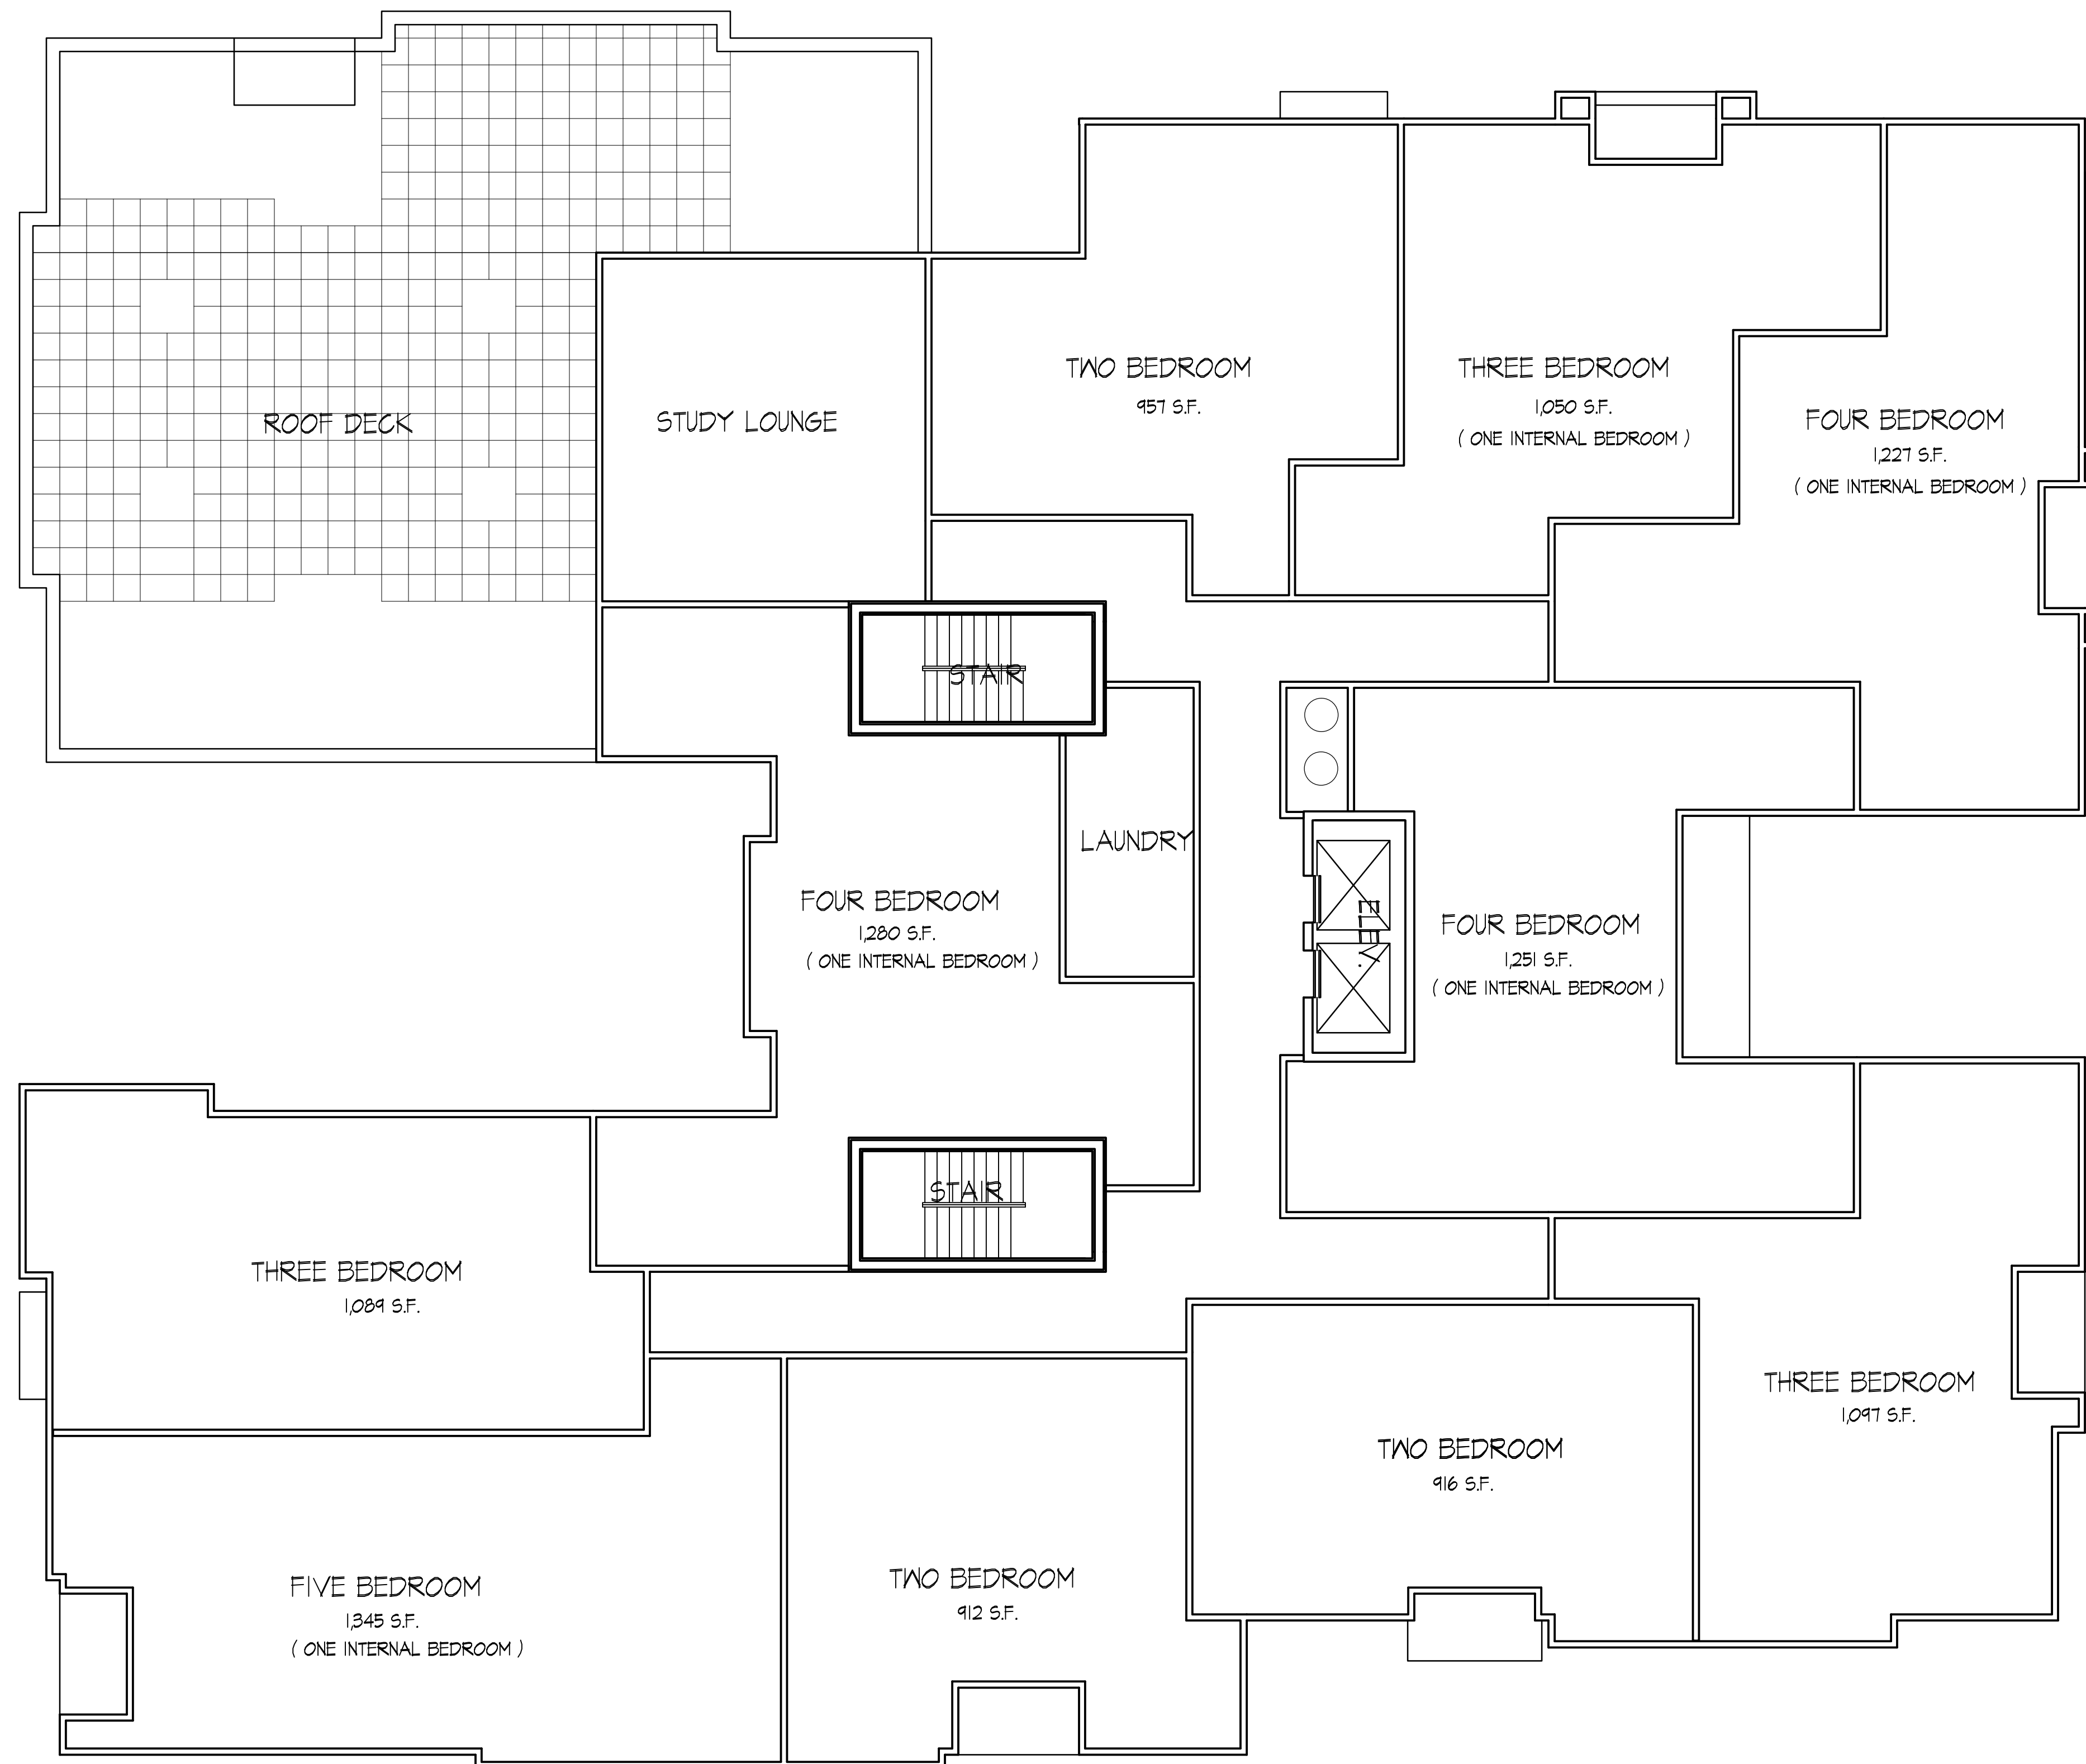 TWO BEDROOM
957 S.F.
THREE BEDROOM
1,050 S.F.
( ONE INTERNAL BEDROOM )
FOUR BEDROOM
1,227 S.F.
( ONE INTERNAL BEDROOM )
ROOF DECK
STUDY LOUNGE
STAIR
LAUNDRY
FOUR BEDROOM
1,280 S.F.
( ONE INTERNAL BEDROOM )
ELEV.
FOUR BEDROOM
1,251 S.F.
( ONE INTERNAL BEDROOM )
STAIR
THREE BEDROOM
1,089 S.F.
THREE BEDROOM
1,097 S.F.
TWO BEDROOM
916 S.F.
FIVE BEDROOM
1,345 S.F.
( ONE INTERNAL BEDROOM )
TWO BEDROOM
912 S.F.